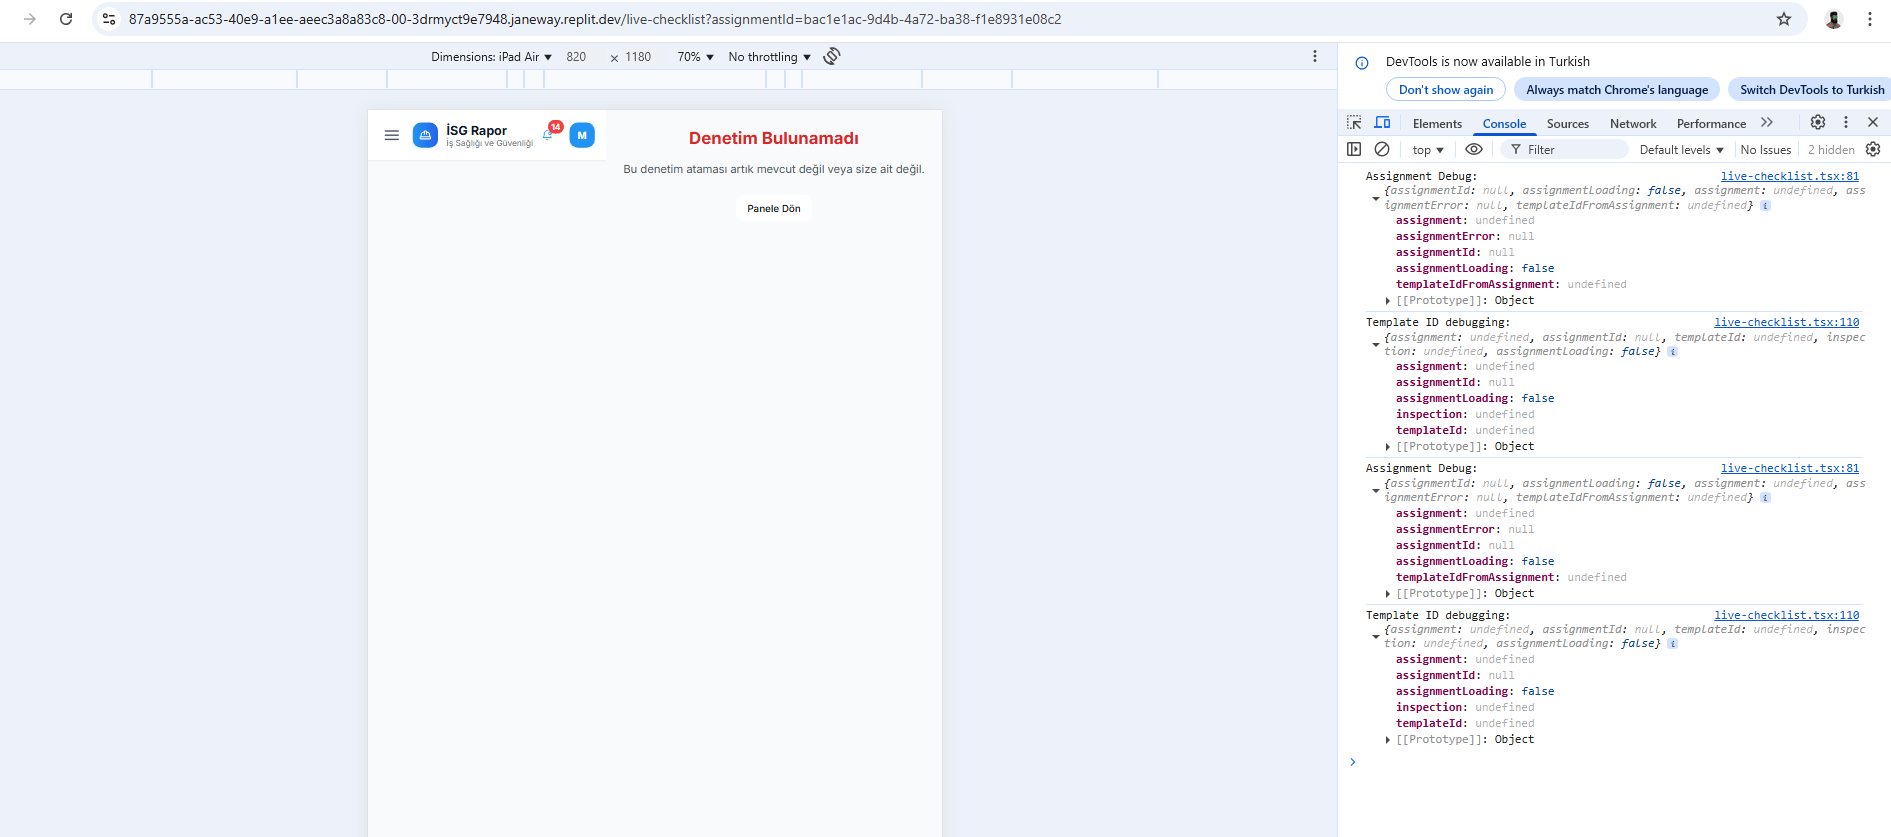 87a9555a-ac53-40e9-a1ee-aeec3a8a83c8-00-3drmyct9e7948.janeway.replit.dev/live-checklist?assignmentId=bac1e1ac-9d4b-4a72-ba38-f1e8931e08c2
Dimensions: iPad Air ▼ 820 × 1180 70% ▼ No throttling ▼
İSG Rapor
İş Sağlığı ve Güvenliği
14
M
Denetim Bulunamadı
Bu denetim ataması artık mevcut değil veya size ait değil.
Panele Dön
DevTools is now available in Turkish
Don't show again Always match Chrome's language Switch DevTools to Turkish
Elements Console Sources Network Performance
top ▼ Filter Default levels ▼ No Issues 2 hidden
Assignment Debug: live-checklist.tsx:81
{assignmentId: null, assignmentLoading: false, assignment: undefined, ass
ignmentError: null, templateIdFromAssignment: undefined} i
assignment: undefined
assignmentError: null
assignmentId: null
assignmentLoading: false
templateIdFromAssignment: undefined
[[Prototype]]: Object
Template ID debugging: live-checklist.tsx:110
{assignment: undefined, assignmentId: null, templateId: undefined, inspec
tion: undefined, assignmentLoading: false} i
assignment: undefined
assignmentId: null
assignmentLoading: false
inspection: undefined
templateId: undefined
[[Prototype]]: Object
Assignment Debug: live-checklist.tsx:81
{assignmentId: null, assignmentLoading: false, assignment: undefined, ass
ignmentError: null, templateIdFromAssignment: undefined} i
assignment: undefined
assignmentError: null
assignmentId: null
assignmentLoading: false
templateIdFromAssignment: undefined
[[Prototype]]: Object
Template ID debugging: live-checklist.tsx:110
{assignment: undefined, assignmentId: null, templateId: undefined, inspec
tion: undefined, assignmentLoading: false} i
assignment: undefined
assignmentId: null
assignmentLoading: false
inspection: undefined
templateId: undefined
[[Prototype]]: Object